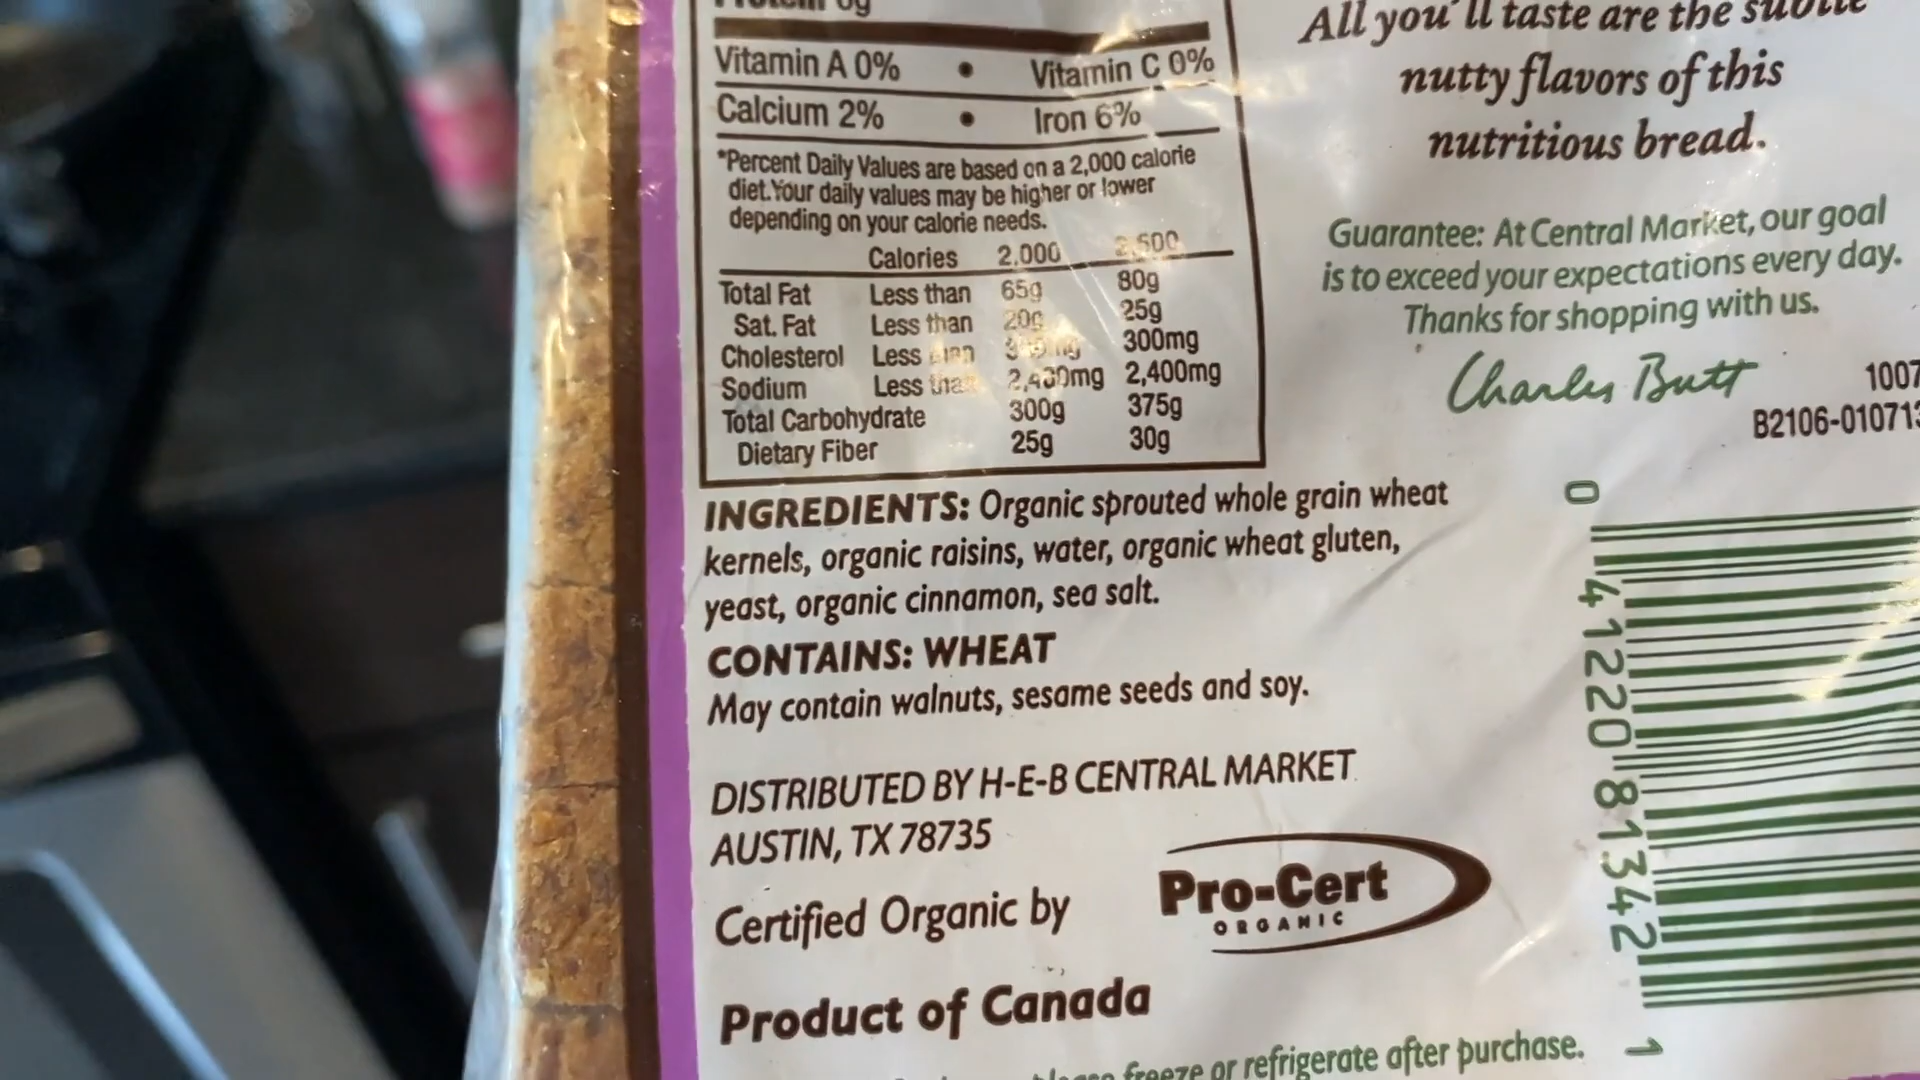 Protein
Vitamin A 0% • Vitamin C 0%
Calcium 2% • Iron 6%
*Percent Daily Values are based on a 2,000 calorie
diet. Your daily values may be higher or lower
depending on your calorie needs.
Calories 2,000 2,500
Total Fat Less than 65g 80g
Sat. Fat Less than 20g 25g
Cholesterol Less than 300mg 300mg
Sodium Less than 2,400mg 2,400mg
Total Carbohydrate 300g 375g
Dietary Fiber 25g 30g
INGREDIENTS: Organic sprouted whole grain wheat
kernels, organic raisins, water, organic wheat gluten,
yeast, organic cinnamon, sea salt.
CONTAINS: WHEAT
May contain walnuts, sesame seeds and soy.
DISTRIBUTED BY H-E-B CENTRAL MARKET
AUSTIN, TX 78735
Certified Organic by
Pro-Cert
ORGANIC
Product of Canada
freeze or refrigerate after purchase.
All you'll taste are the subtle
nutty flavors of this
nutritious bread.
Guarantee: At Central Market, our goal
is to exceed your expectations every day.
Thanks for shopping with us.
Charles Butt
1007
B2106-010713
0 41220 81342 1